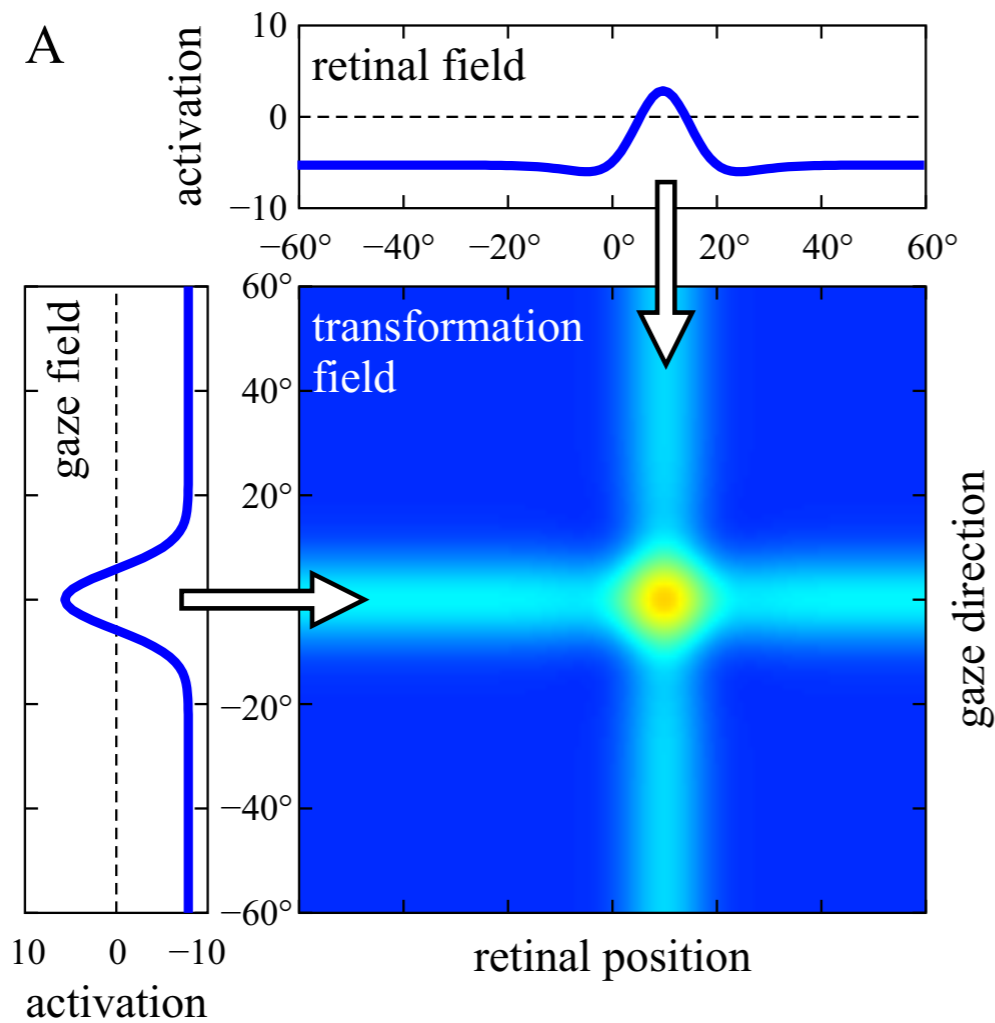 A
activation
10
0
−10
retinal field
−60° −40° −20° 0° 20° 40° 60°
gaze field
10 0 −10
activation
60°
40°
20°
−20°
−40°
−60°
transformation
field
gaze direction
retinal position